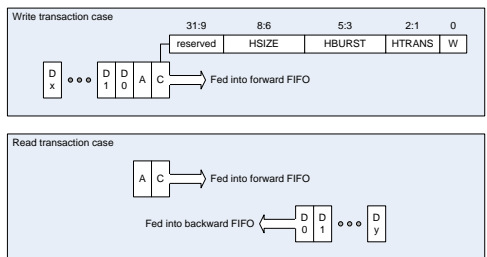 Write transaction case
31:9 8:6 5:3 2:1 0
reserved HSIZE HBURST HTRANS W
D x D 1 D 0 A C Fed into forward FIFO
Read transaction case
A C Fed into forward FIFO
Fed into backward FIFO D 0 D 1 D y